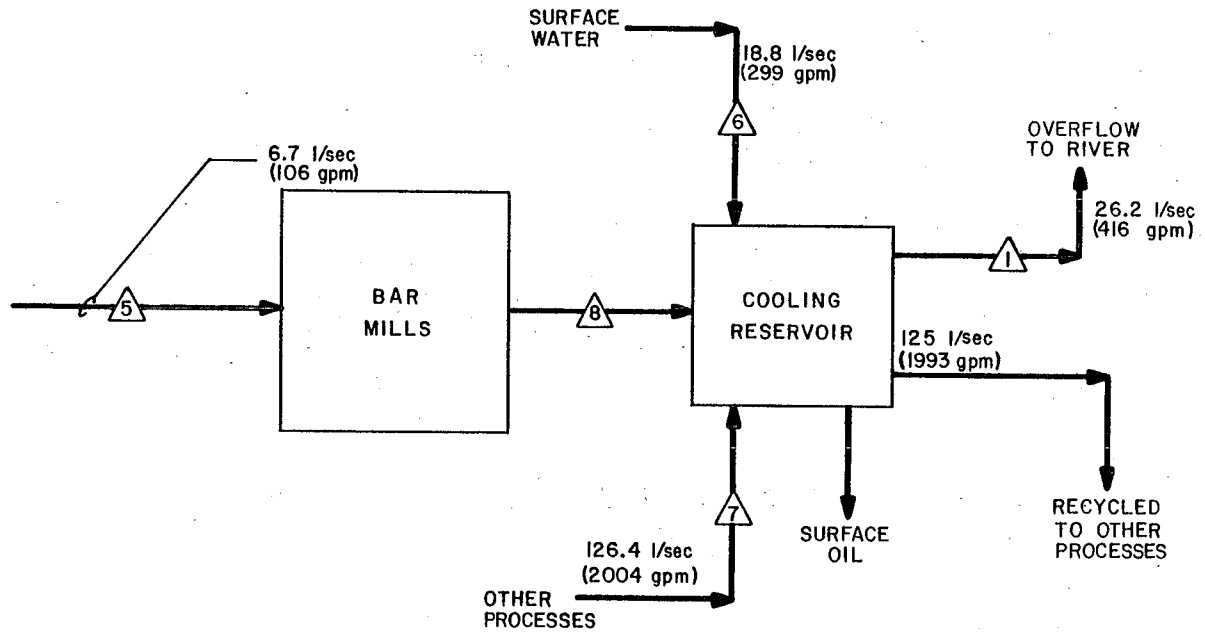 SURFACE
WATER
18.8 l/sec
(299 gpm)
6
OVERFLOW
TO RIVER
6.7 l/sec
(106 gpm)
26.2 l/sec
(416 gpm)
1
5
BAR
MILLS
8
COOLING
RESERVOIR
125 l/sec
(1993 gpm)
7
SURFACE
OIL
RECYCLED
TO OTHER
PROCESSES
126.4 l/sec
(2004 gpm)
OTHER
PROCESSES